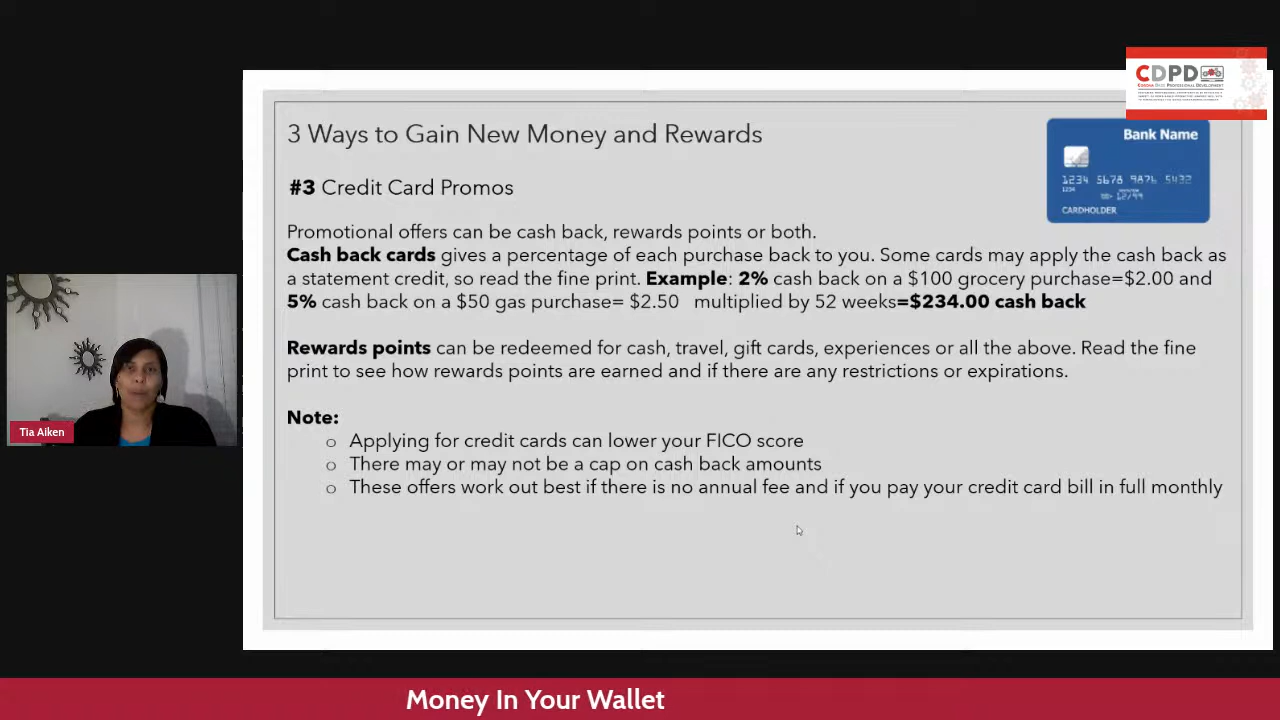 CDPD
CORONA DAZE PROFESSIONAL DEVELOPMENT
3 Ways to Gain New Money and Rewards
Bank Name
1234 5678 9876 5432
1234
12/99
CARDHOLDER
#3 Credit Card Promos
Promotional offers can be cash back, rewards points or both.
Cash back cards gives a percentage of each purchase back to you. Some cards may apply the cash back as
a statement credit, so read the fine print. Example: 2% cash back on a $100 grocery purchase=$2.00 and
5% cash back on a $50 gas purchase= $2.50 multiplied by 52 weeks=$234.00 cash back
Rewards points can be redeemed for cash, travel, gift cards, experiences or all the above. Read the fine
print to see how rewards points are earned and if there are any restrictions or expirations.
Note:
o Applying for credit cards can lower your FICO score
o There may or may not be a cap on cash back amounts
o These offers work out best if there is no annual fee and if you pay your credit card bill in full monthly
Tia Aiken
Money In Your Wallet